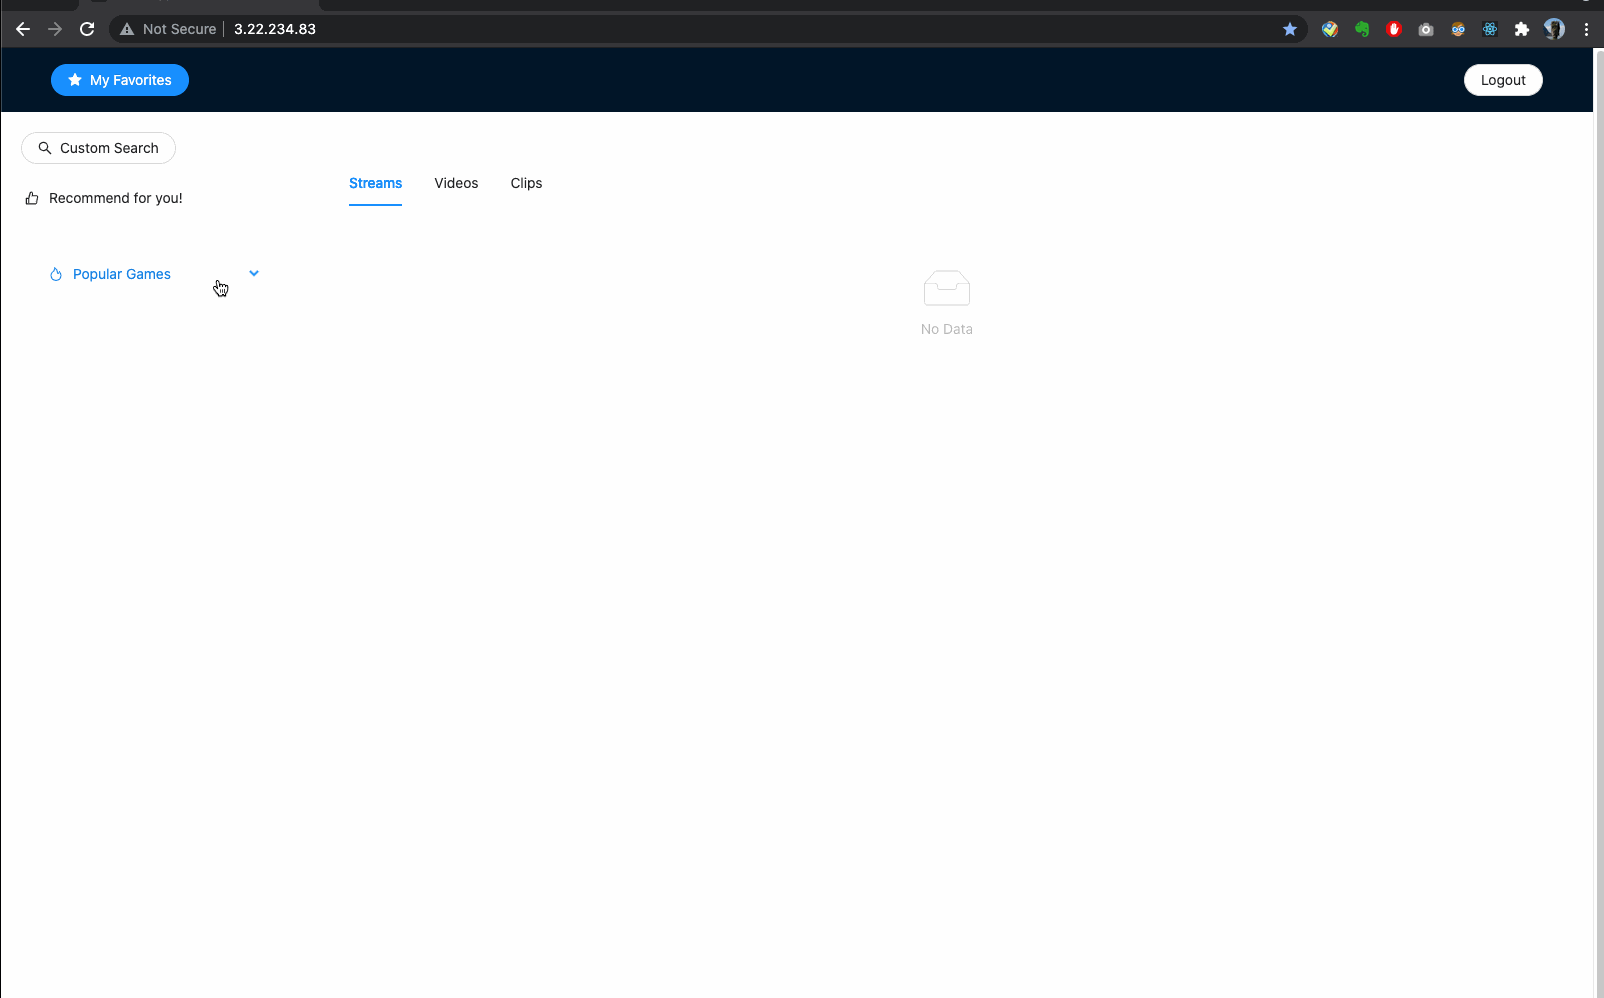 Not Secure 3.22.234.83
My Favorites
Logout
Custom Search
Recommend for you!
Streams Videos Clips
Popular Games
No Data